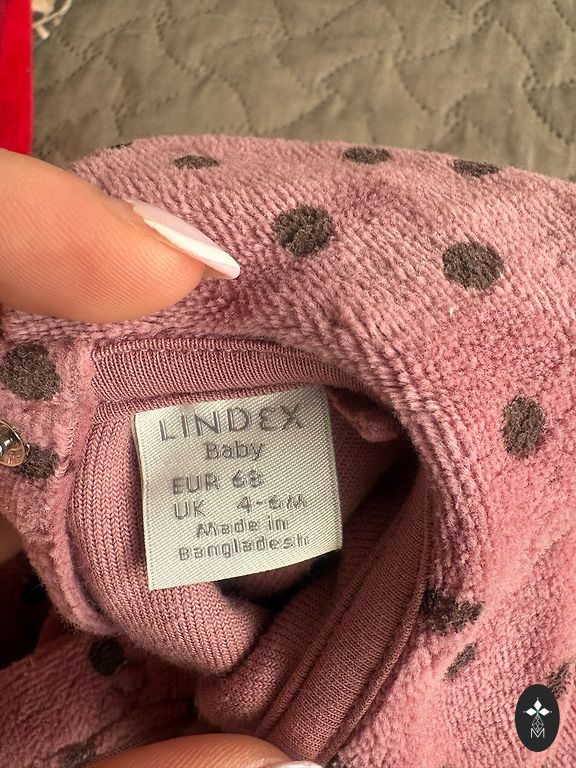 LINDEX
Baby
EUR 68
UK 4-6M
Made in
Bangladesh